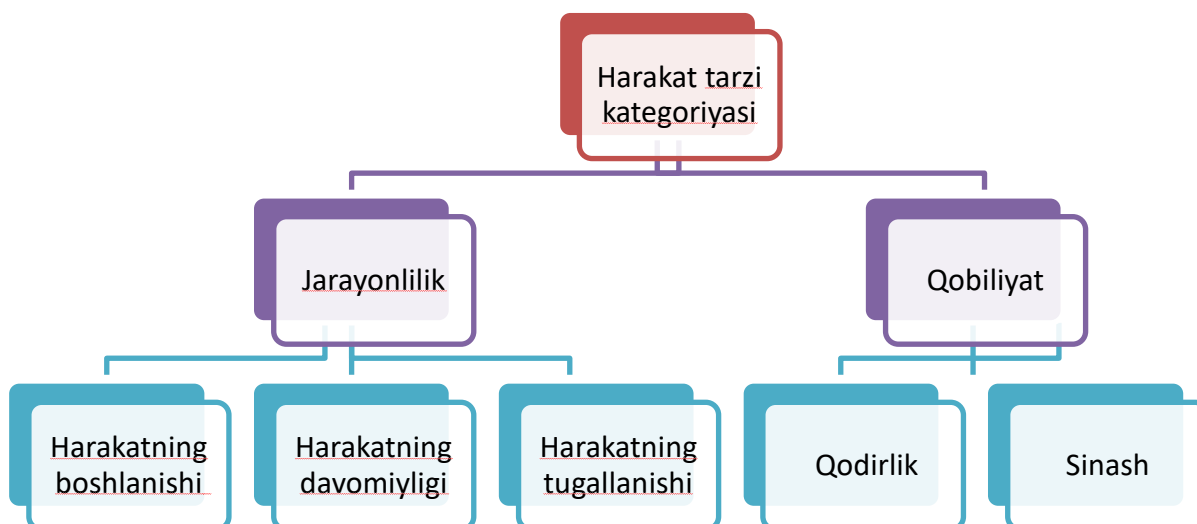 Harakat tarzi
kategoriyasi
Jarayonlilik
Qobiliyat
Harakatning
boshlanishi
Harakatning
davomiyligi
Harakatning
tugallanishi
Qodirlik
Sinash